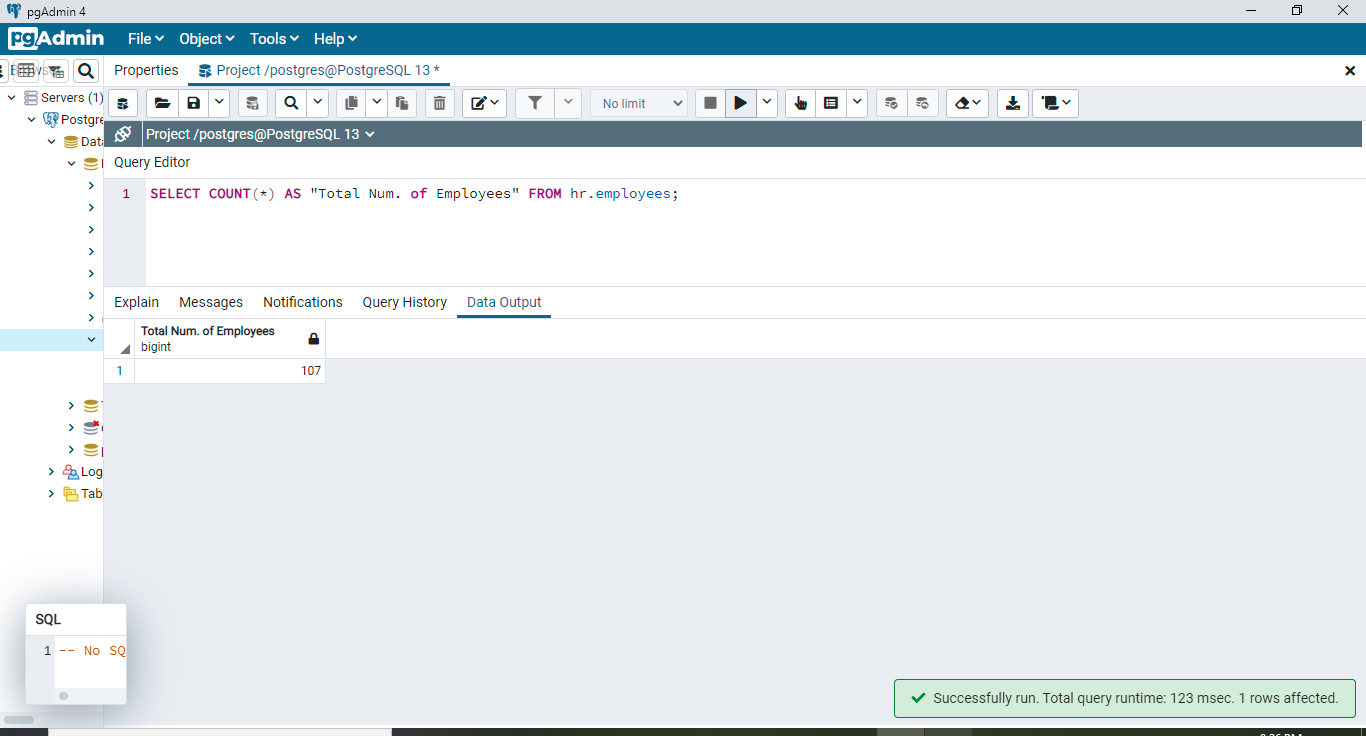 pgAdmin 4
pgAdmin File Object Tools Help
Properties Project /postgres@PostgreSQL 13 *
Servers (1)
Postgre
No limit
Project /postgres@PostgreSQL 13
Data
Query Editor
1 SELECT COUNT(*) AS "Total Num. of Employees" FROM hr.employees;
Explain Messages Notifications Query History Data Output
Total Num. of Employees
bigint
1 107
Log
Tab
SQL
1 -- No SQ
Successfully run. Total query runtime: 123 msec. 1 rows affected.